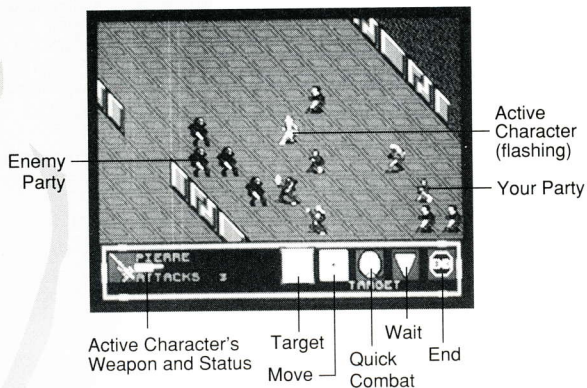 Active
Character
(flashing)
Enemy
Party
Your Party
PIERRE
ATTACKS 3
TARGET
Active Character's
Weapon and Status
Target
Move
Quick
Combat
Wait
End